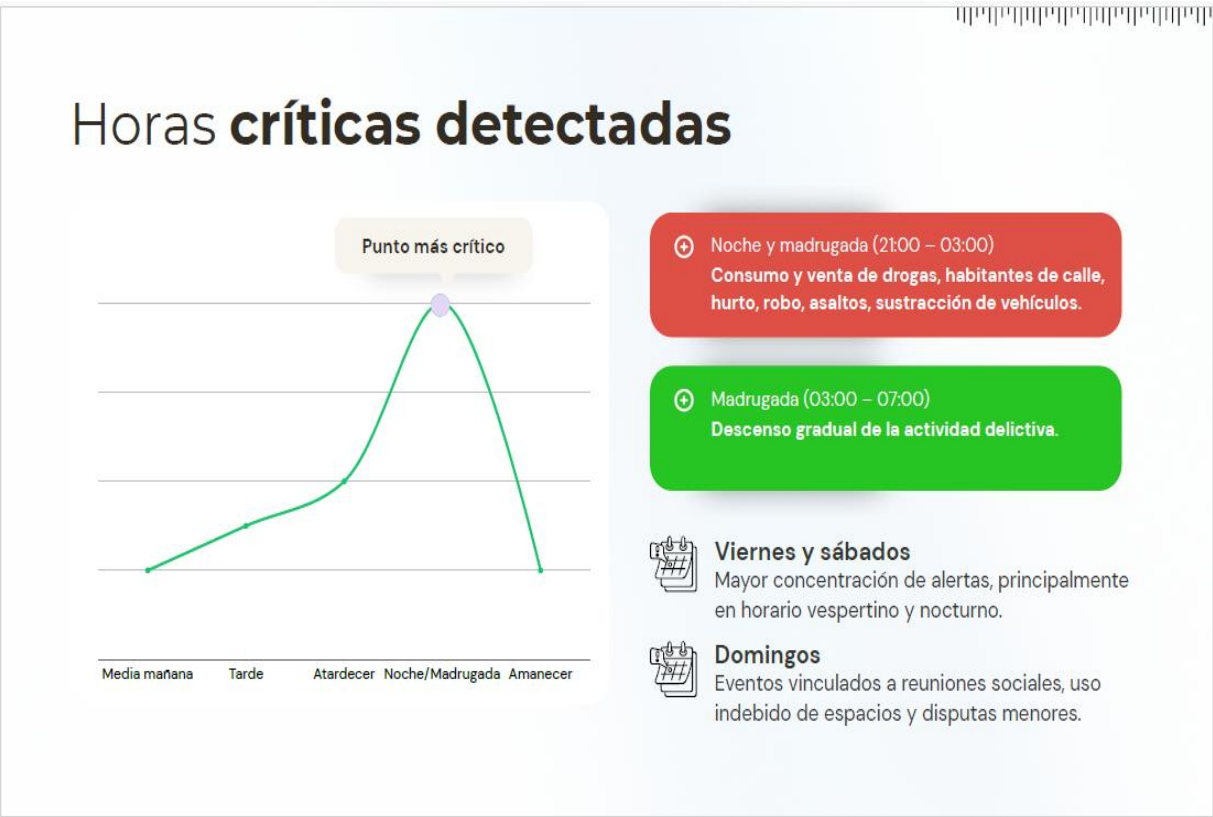 Horas críticas detectadas
Punto más crítico
Media mañana Tarde Atardecer Noche/Madrugada Amanecer
Noche y madrugada (21:00 – 03:00)
Consumo y venta de drogas, habitantes de calle,
hurto, robo, asaltos, sustracción de vehículos.
Madrugada (03:00 – 07:00)
Descenso gradual de la actividad delictiva.
Viernes y sábados
Mayor concentración de alertas, principalmente
en horario vespertino y nocturno.
Domingos
Eventos vinculados a reuniones sociales, uso
indebido de espacios y disputas menores.